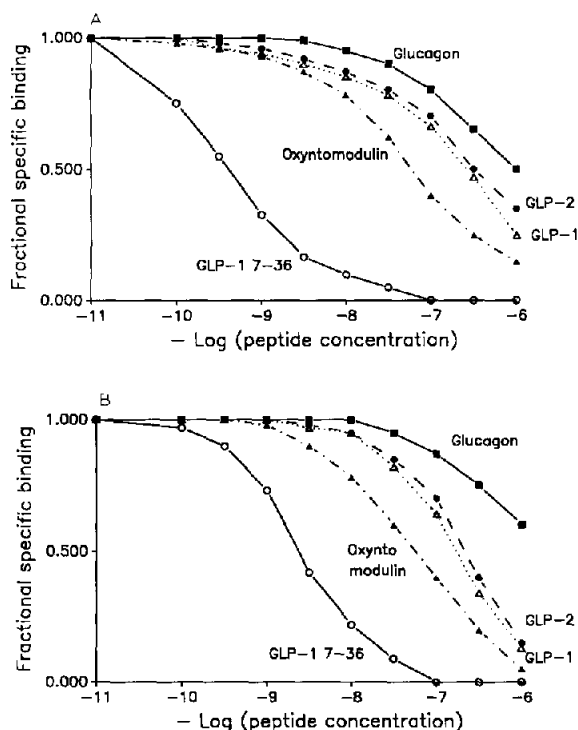 A
Fractional specific binding
1.000
0.500
0.000
Glucagon
Oxyntomodulin
GLP-2
GLP-1
GLP-1 7-36
-11 -10 -9 -8 -7 -6
- Log (peptide concentration)
B
Fractional specific binding
1.000
0.500
0.000
Glucagon
Oxynto
modulin
GLP-2
GLP-1
GLP-1 7-36
-11 -10 -9 -8 -7 -6
- Log (peptide concentration)